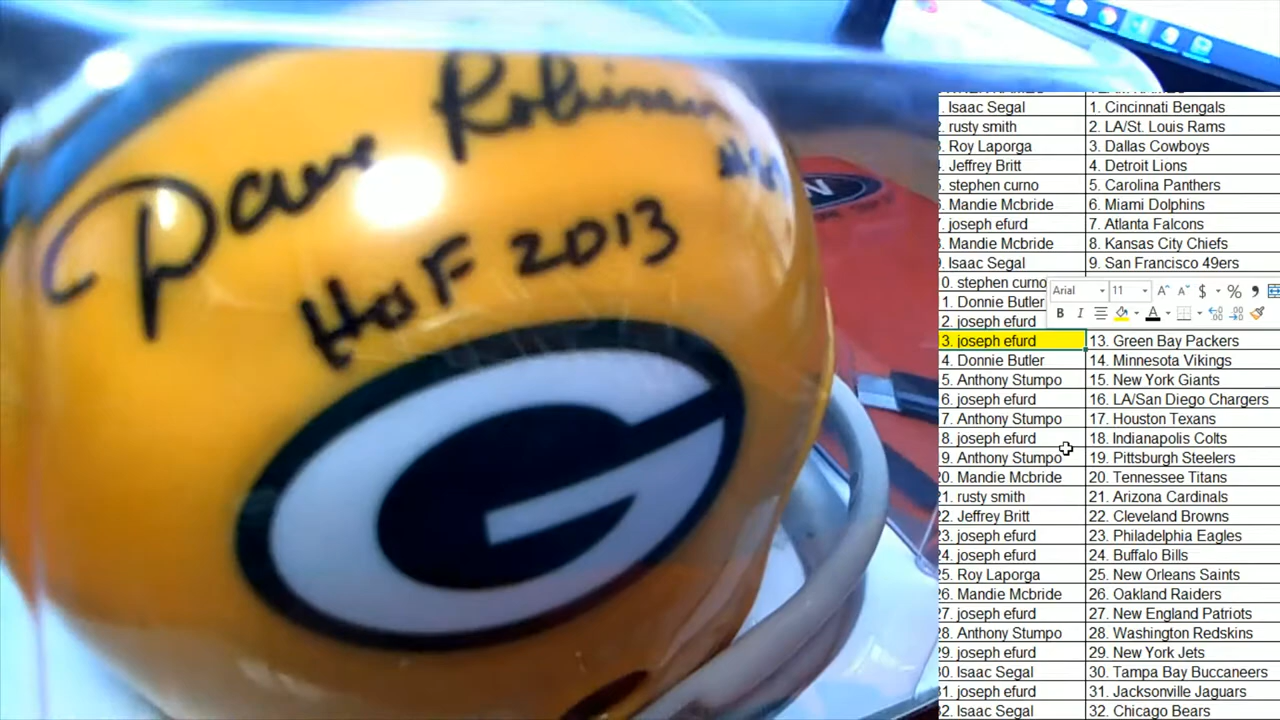 Dave Robinson
HOF 2013
G
N
. Isaac Segal 1. Cincinnati Bengals
2. rusty smith 2. LA/St. Louis Rams
3. Roy Laporga 3. Dallas Cowboys
4. Jeffrey Britt 4. Detroit Lions
5. stephen curno 5. Carolina Panthers
6. Mandie Mcbride 6. Miami Dolphins
7. joseph efurd 7. Atlanta Falcons
8. Mandie Mcbride 8. Kansas City Chiefs
9. Isaac Segal 9. San Francisco 49ers
0. stephen curno
Arial 11 A A $ % ,
1. Donnie Butler
B I A
2. joseph efurd
3. joseph efurd 13. Green Bay Packers
4. Donnie Butler 14. Minnesota Vikings
5. Anthony Stumpo 15. New York Giants
6. joseph efurd 16. LA/San Diego Chargers
7. Anthony Stumpo 17. Houston Texans
8. joseph efurd 18. Indianapolis Colts
9. Anthony Stumpo 19. Pittsburgh Steelers
20. Mandie Mcbride 20. Tennessee Titans
21. rusty smith 21. Arizona Cardinals
22. Jeffrey Britt 22. Cleveland Browns
23. joseph efurd 23. Philadelphia Eagles
24. joseph efurd 24. Buffalo Bills
25. Roy Laporga 25. New Orleans Saints
26. Mandie Mcbride 26. Oakland Raiders
27. joseph efurd 27. New England Patriots
28. Anthony Stumpo 28. Washington Redskins
29. joseph efurd 29. New York Jets
30. Isaac Segal 30. Tampa Bay Buccaneers
31. joseph efurd 31. Jacksonville Jaguars
32. Isaac Segal 32. Chicago Bears